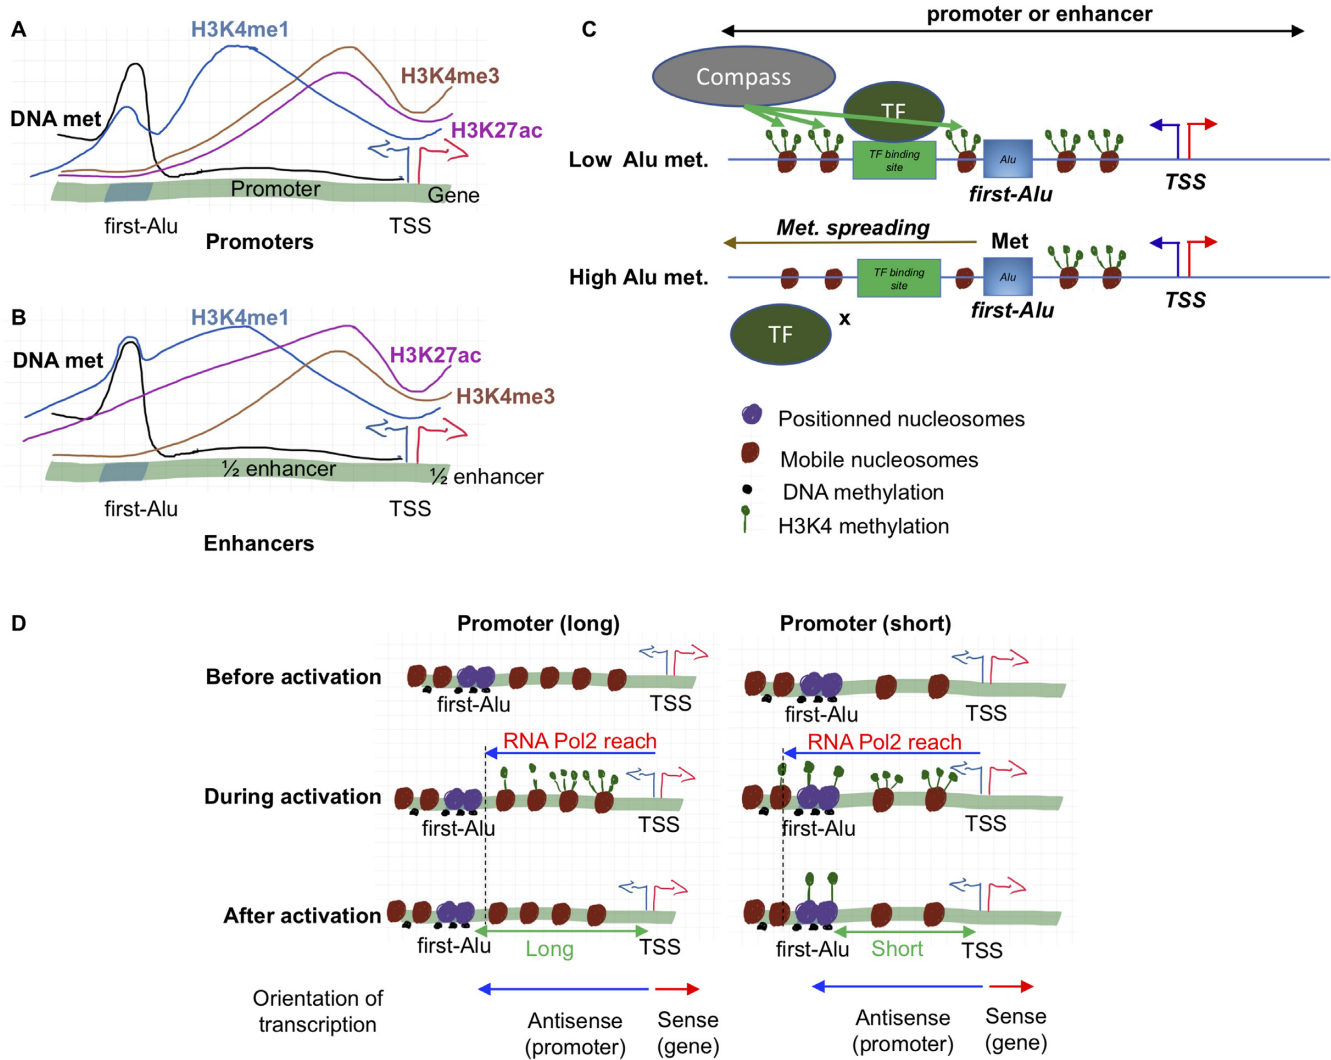 A
H3K4me1
H3K4me3
DNA met
H3K27ac
Promoter
Gene
first-Alu
TSS
Promoters
B
H3K4me1
DNA met
H3K27ac
H3K4me3
½ enhancer
½ enhancer
first-Alu
TSS
Enhancers
C
promoter or enhancer
Compass
TF
Low Alu met.
TF binding
site
Alu
first-Alu
TSS
Met. spreading
Met
High Alu met.
TF binding
site
Alu
first-Alu
TSS
TF
x
Positionned nucleosomes
Mobile nucleosomes
DNA methylation
H3K4 methylation
D
Promoter (long)
Promoter (short)
Before activation
first-Alu
TSS
first-Alu
TSS
RNA Pol2 reach
RNA Pol2 reach
During activation
first-Alu
TSS
first-Alu
TSS
After activation
first-Alu
Long
TSS
first-Alu
Short
TSS
Orientation of
transcription
Antisense
(promoter)
Sense
(gene)
Antisense
(promoter)
Sense
(gene)